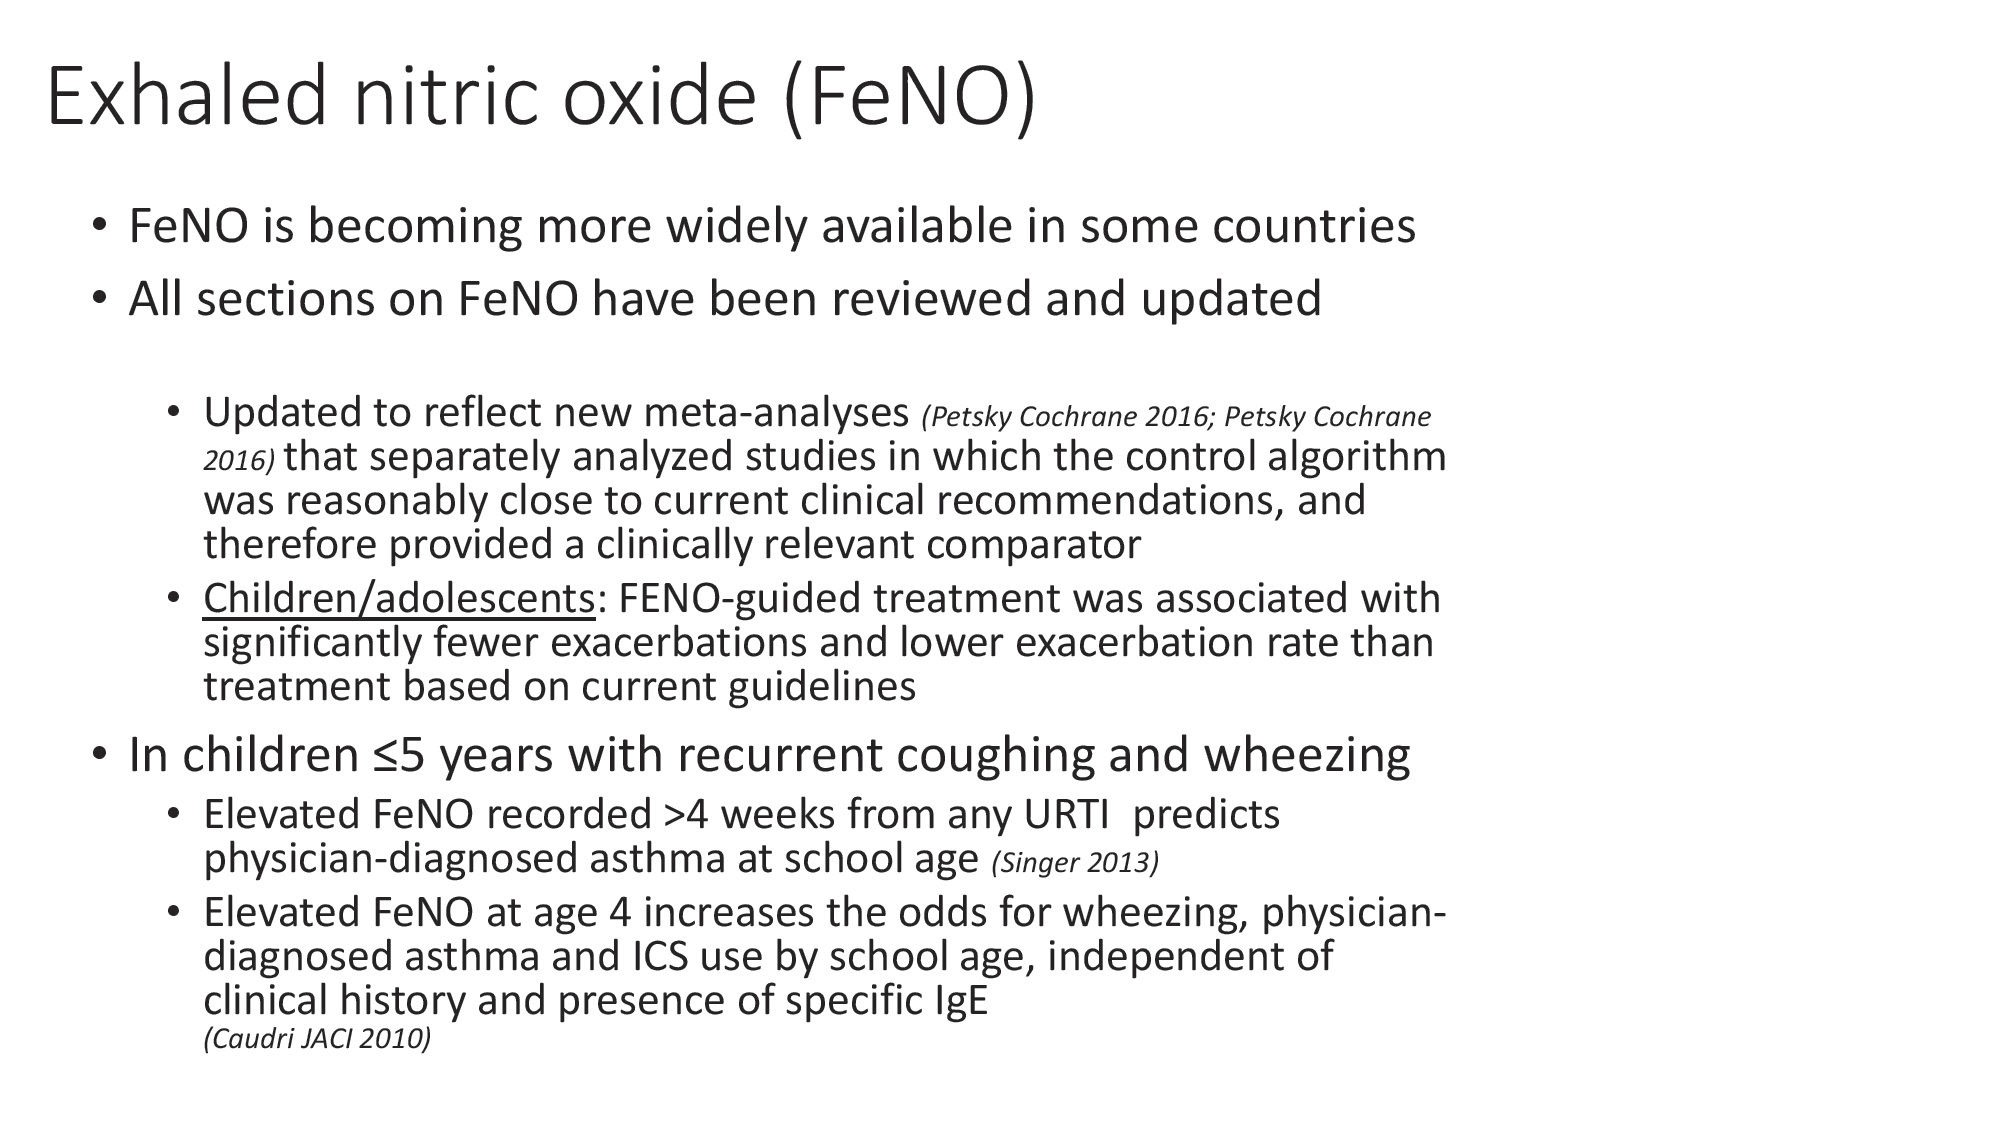 Exhaled nitric oxide (FeNO)
• FeNO is becoming more widely available in some countries
• All sections on FeNO have been reviewed and updated
• Updated to reflect new meta-analyses (Petsky Cochrane 2016; Petsky Cochrane
2016) that separately analyzed studies in which the control algorithm
was reasonably close to current clinical recommendations, and
therefore provided a clinically relevant comparator
• Children/adolescents: FENO-guided treatment was associated with
significantly fewer exacerbations and lower exacerbation rate than
treatment based on current guidelines
• In children ≤5 years with recurrent coughing and wheezing
• Elevated FeNO recorded >4 weeks from any URTI  predicts
physician-diagnosed asthma at school age (Singer 2013)
• Elevated FeNO at age 4 increases the odds for wheezing, physician-
diagnosed asthma and ICS use by school age, independent of
clinical history and presence of specific IgE
(Caudri JACI 2010)